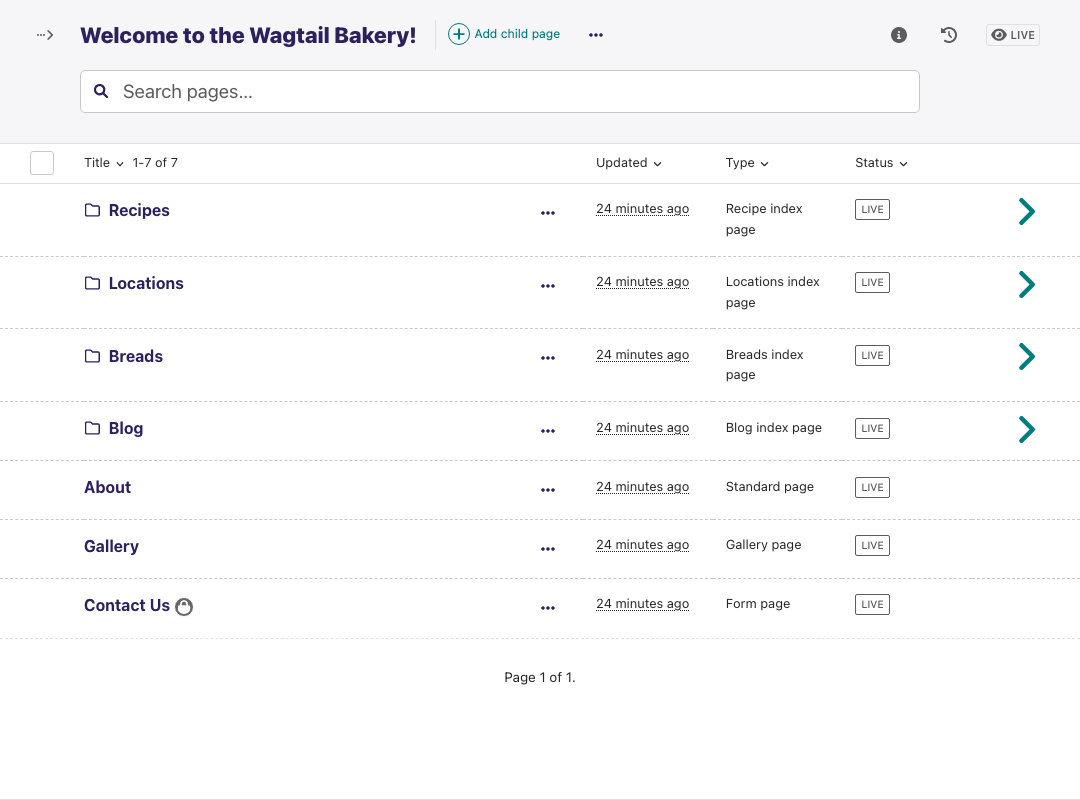 Welcome to the Wagtail Bakery! Add child page LIVE
Search pages...
Title 1-7 of 7 Updated Type Status
Recipes 24 minutes ago Recipe index page LIVE
Locations 24 minutes ago Locations index page LIVE
Breads 24 minutes ago Breads index page LIVE
Blog 24 minutes ago Blog index page LIVE
About 24 minutes ago Standard page LIVE
Gallery 24 minutes ago Gallery page LIVE
Contact Us 24 minutes ago Form page LIVE
Page 1 of 1.